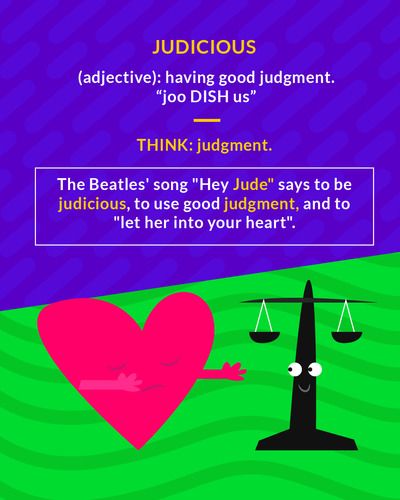 JUDICIOUS
(adjective): having good judgment.
“joo DISH us”
THINK: judgment.
The Beatles' song "Hey Jude" says to be
judicious, to use good judgment, and to
"let her into your heart".